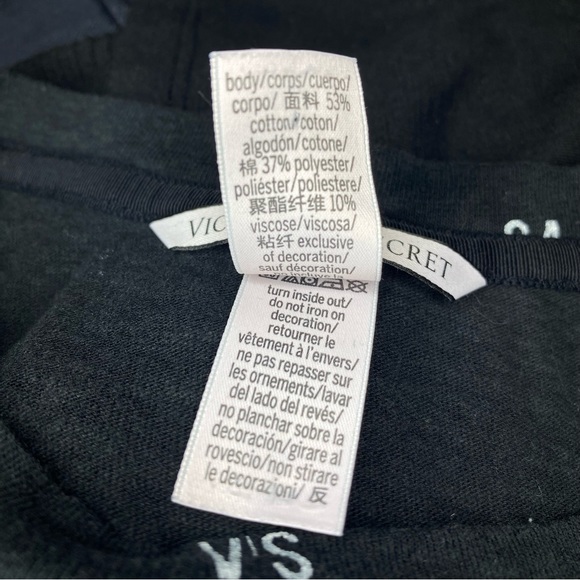 body/corps/cuerpo/
corpo/ 面料 53%
cotton/coton/
algodón/cotone/
棉 37% polyester/
poliéster/poliestere/
聚酯纤维 10%
viscose/viscosa/
粘纤 exclusive
of decoration/
sauf décoration/
VIC
CRET
turn inside out/
do not iron on
decoration/
retourner le
vêtement à l'envers/
ne pas repasser sur
les ornements/lavar
del lado del revés/
no planchar sobre la
decoración/girare al
rovescio/non stirare
le decorazioni/ 反
V'S